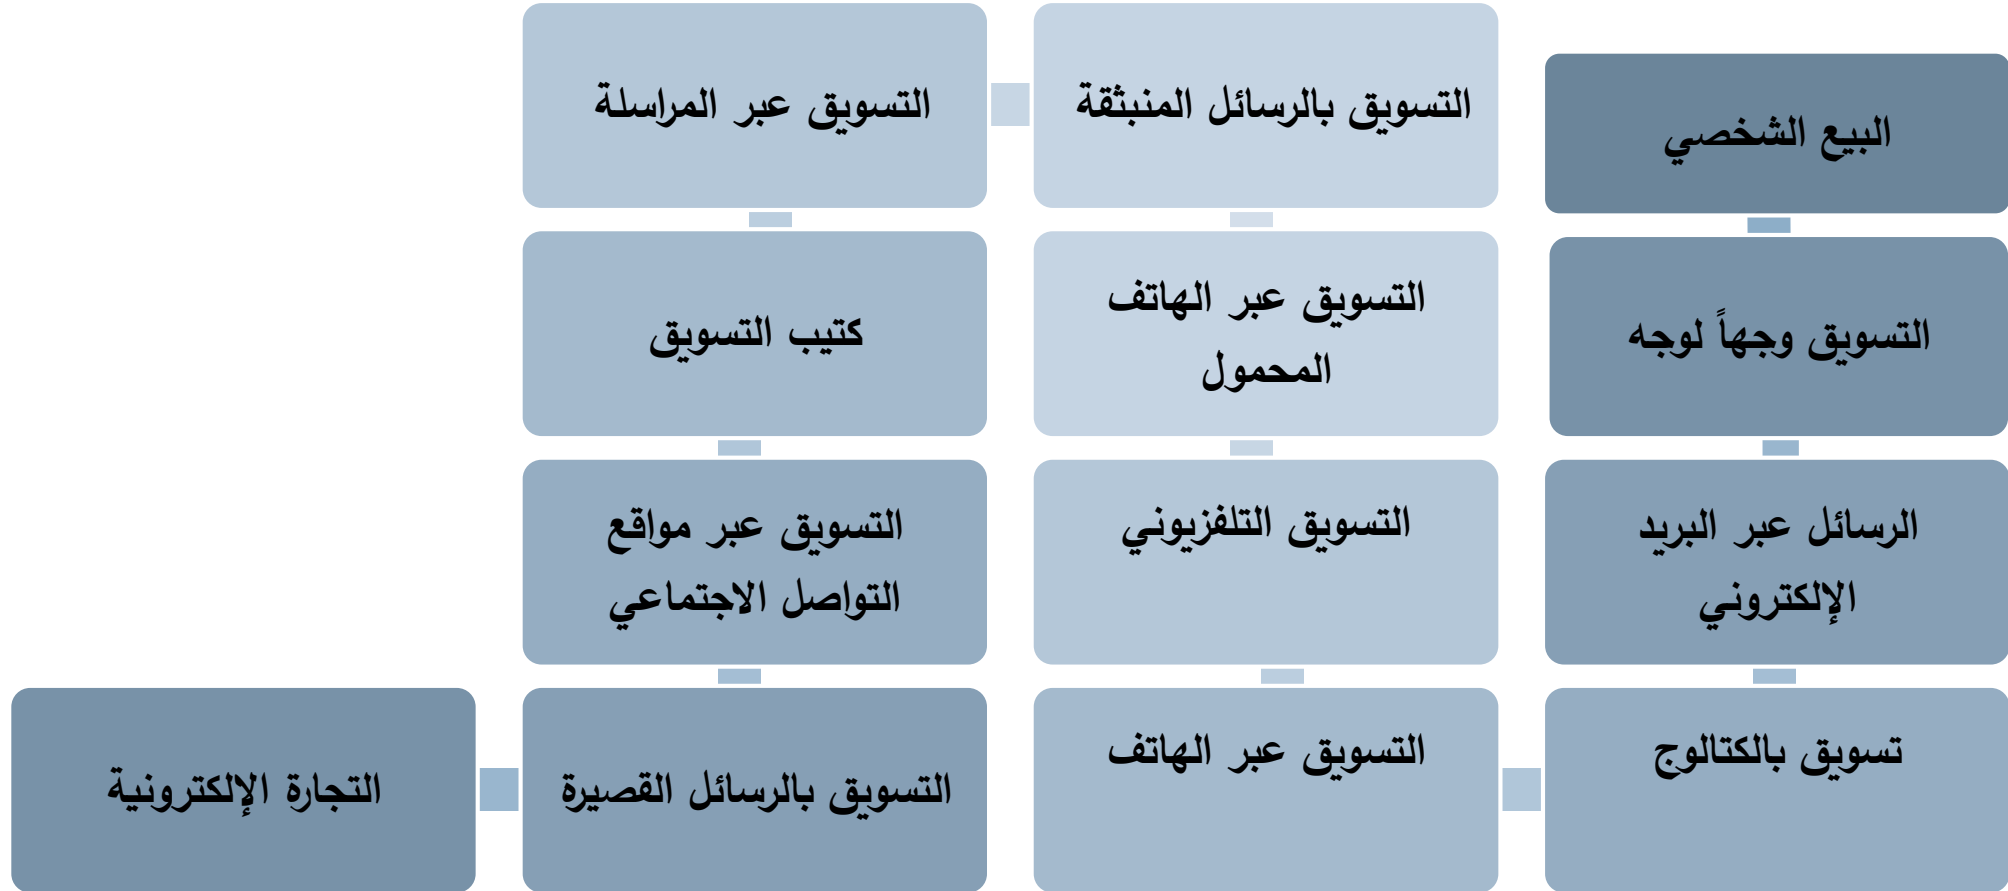 البيع الشخصي
التسويق وجهاً لوجه
الرسائل عبر البريد
الإلكتروني
تسويق بالكتالوج
التسويق عبر الهاتف
التسويق التلفزيوني
التسويق عبر الهاتف
المحمول
التسويق بالرسائل المنبثقة
التسويق عبر المراسلة
كتيب التسويق
التسويق عبر مواقع
التواصل الاجتماعي
التسويق بالرسائل القصيرة
التجارة الإلكترونية